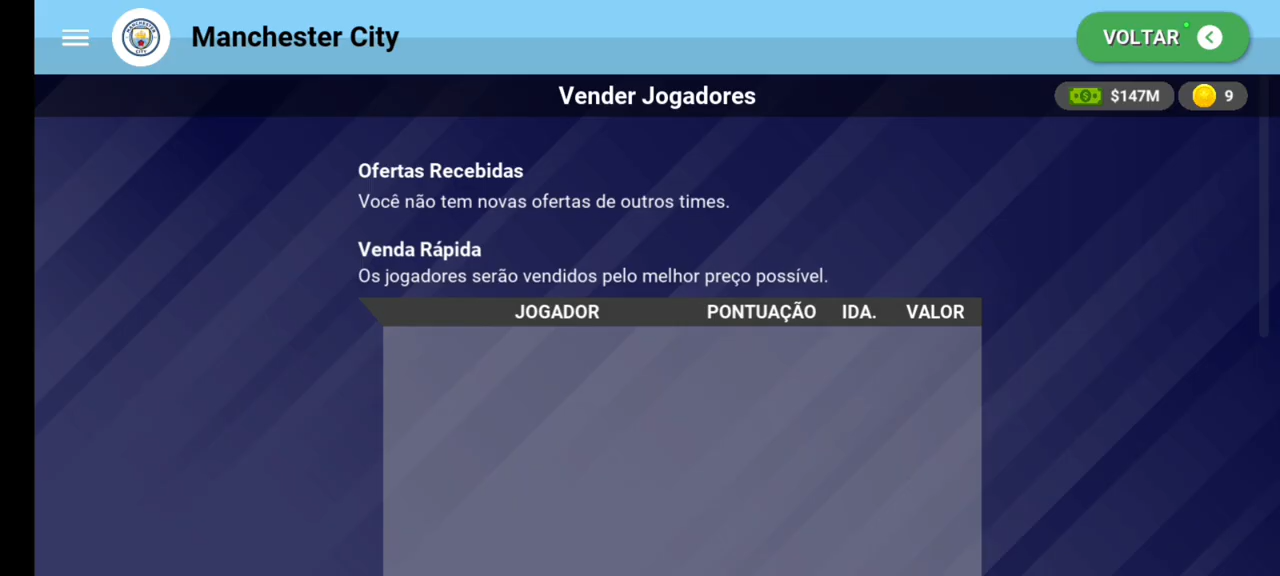 Manchester City
VOLTAR
Vender Jogadores
$147M
9
Ofertas Recebidas
Você não tem novas ofertas de outros times.
Venda Rápida
Os jogadores serão vendidos pelo melhor preço possível.
JOGADOR PONTUAÇÃO IDA. VALOR